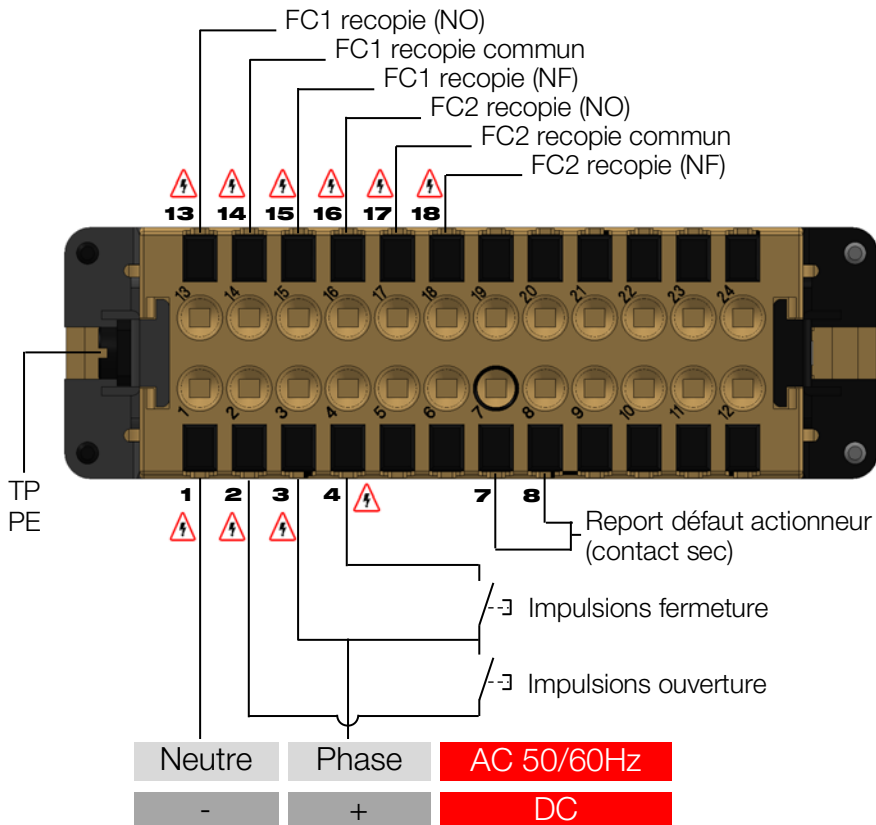 FC1 recopie (NO)
FC1 recopie commun
FC1 recopie (NF)
FC2 recopie (NO)
FC2 recopie commun
FC2 recopie (NF)
13 14 15 16 17 18
13 14 15 16 17 18 19 20 21 22 23 24
1 2 3 4 5 6 7 8 9 10 11 12
1 2 3 4 7 8
TP
PE
Report défaut actionneur
(contact sec)
Impulsions fermeture
Impulsions ouverture
Neutre Phase AC 50/60Hz
- + DC